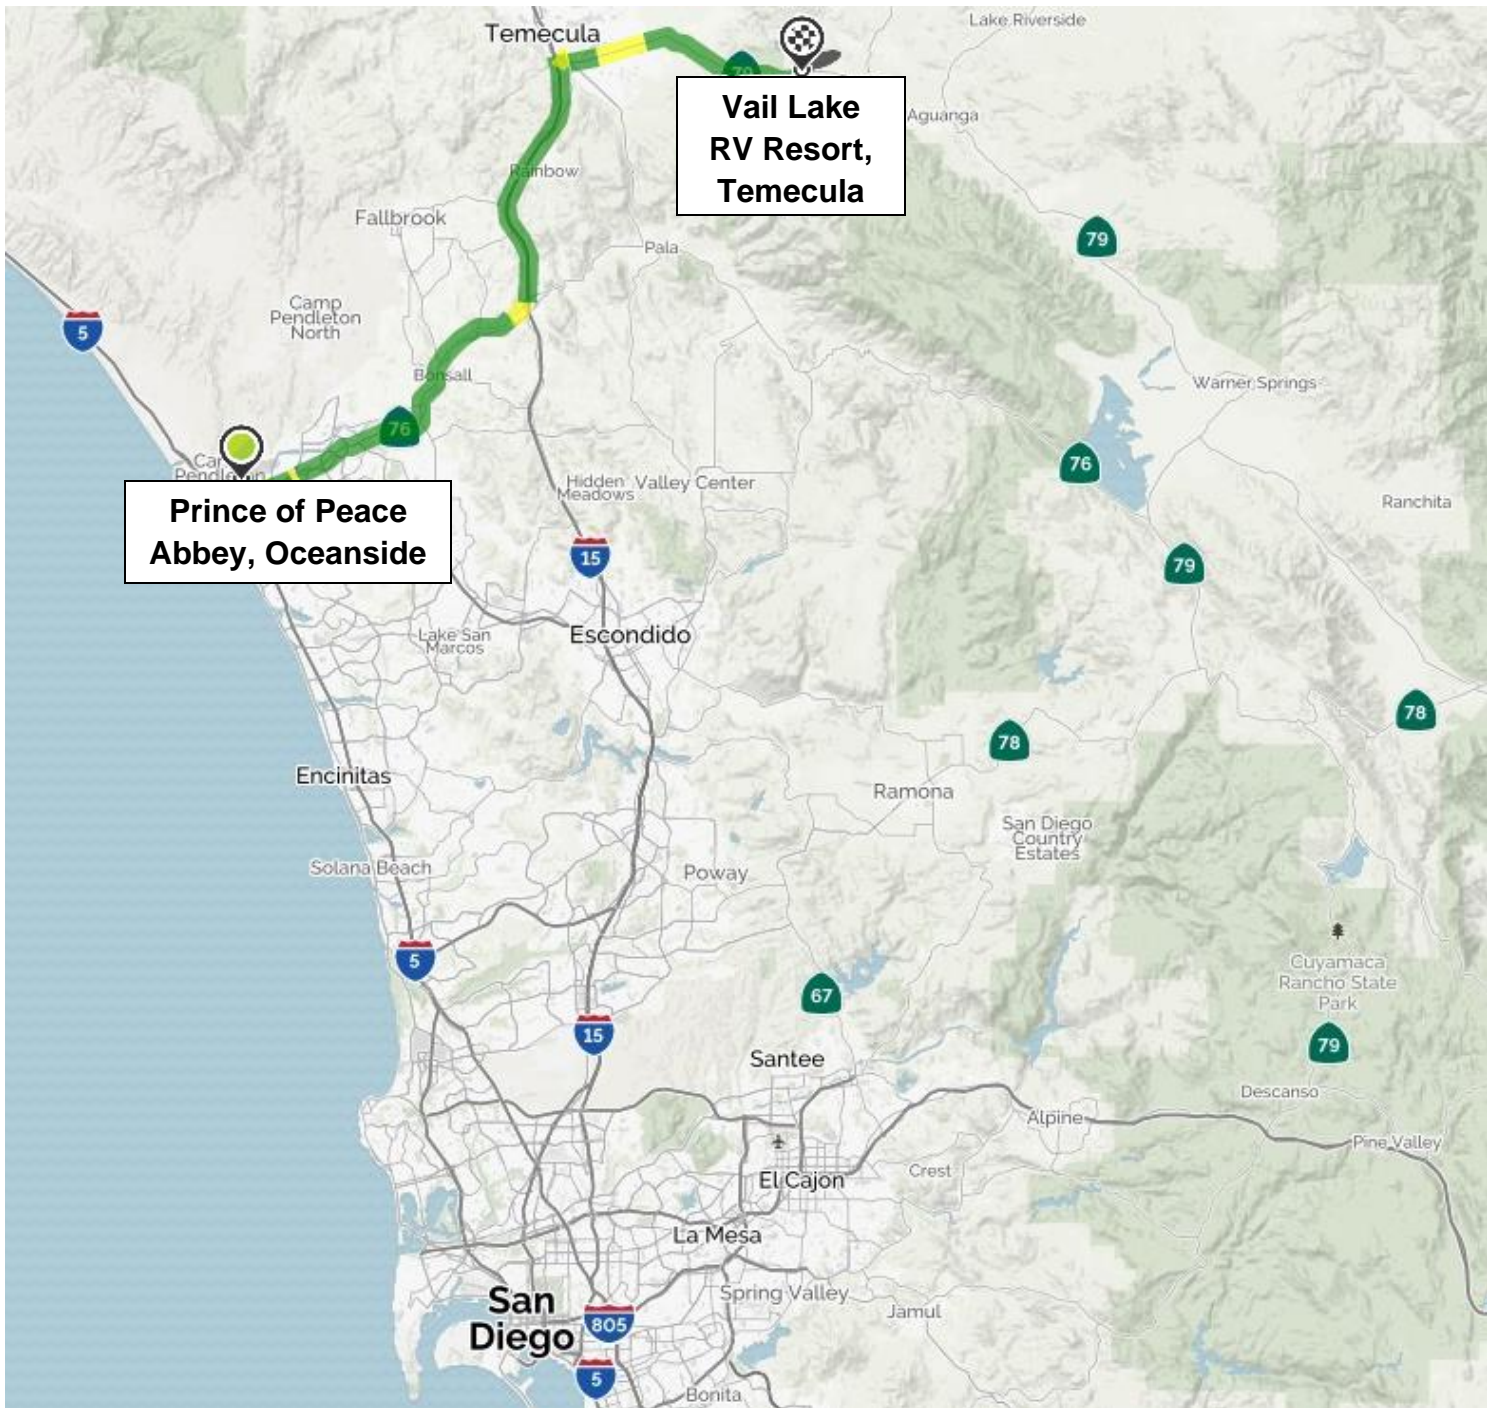 Temecula
Lake Riverside
79
Vail Lake
RV Resort,
Temecula
Aguanga
Rainbow
Fallbrook
Pala
79
Camp
Pendleton
North
5
Bonsall
Warner Springs
76
76
Pendleton
Hidden
Meadows
Valley Center
Ranchita
Prince of Peace
Abbey, Oceanside
15
79
Lake San
Marcos
Escondido
78
78
Encinitas
Ramona
San Diego
Country
Estates
Solana Beach
Poway
5
67
Cuyamaca
Rancho State
Park
15
79
Santee
Descanso
Alpine
Pine Valley
El Cajon
Crest
La Mesa
Spring Valley
Jamul
San
Diego
805
5
Bonita